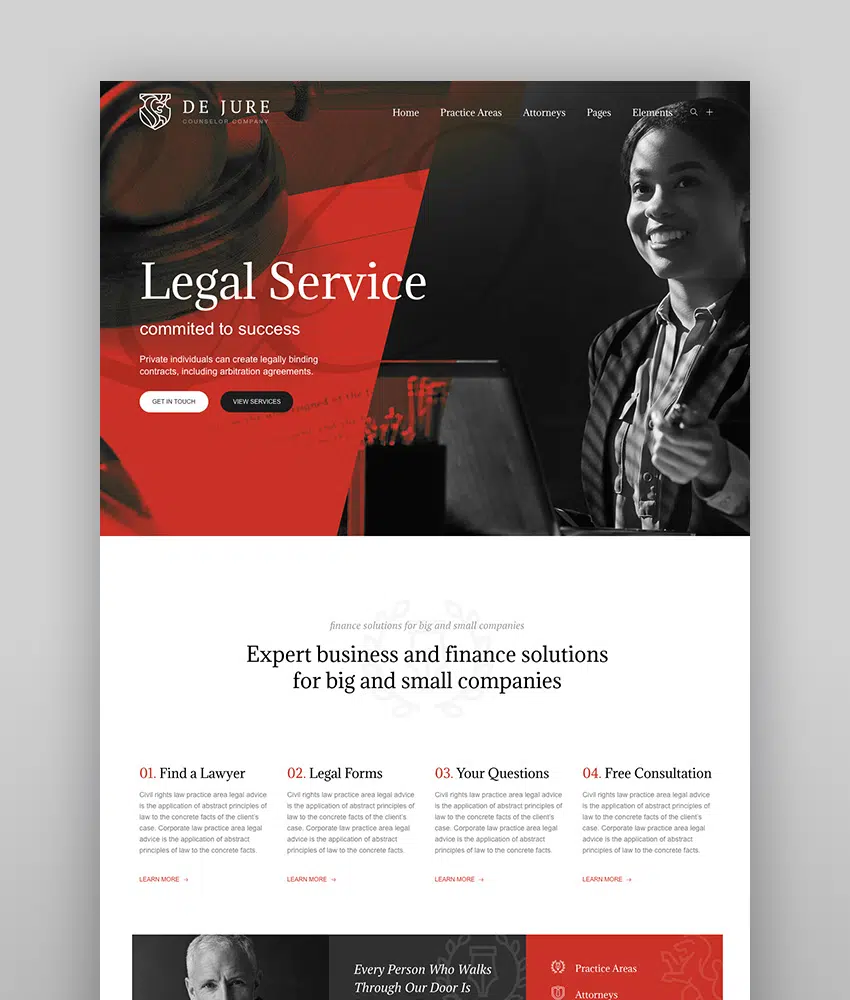 DE JURE
COUNSELOR COMPANY
Home Practice Areas Attorneys Pages Elements
Legal Service
commited to success
Private individuals can create legally binding
contracts, including arbitration agreements.
GET IN TOUCH VIEW SERVICES
finance solutions for big and small companies
Expert business and finance solutions
for big and small companies
01. Find a Lawyer
Civil rights law practice area legal advice
is the application of abstract principles of
law to the concrete facts of the client's
case. Corporate law practice area legal
advice is the application of abstract
principles of law to the concrete facts.
LEARN MORE →
02. Legal Forms
Civil rights law practice area legal advice
is the application of abstract principles of
law to the concrete facts of the client's
case. Corporate law practice area legal
advice is the application of abstract
principles of law to the concrete facts.
LEARN MORE →
03. Your Questions
Civil rights law practice area legal advice
is the application of abstract principles of
law to the concrete facts of the client's
case. Corporate law practice area legal
advice is the application of abstract
principles of law to the concrete facts.
LEARN MORE →
04. Free Consultation
Civil rights law practice area legal advice
is the application of abstract principles of
law to the concrete facts of the client's
case. Corporate law practice area legal
advice is the application of abstract
principles of law to the concrete facts.
LEARN MORE →
Every Person Who Walks
Through Our Door Is
Practice Areas
Attorneys